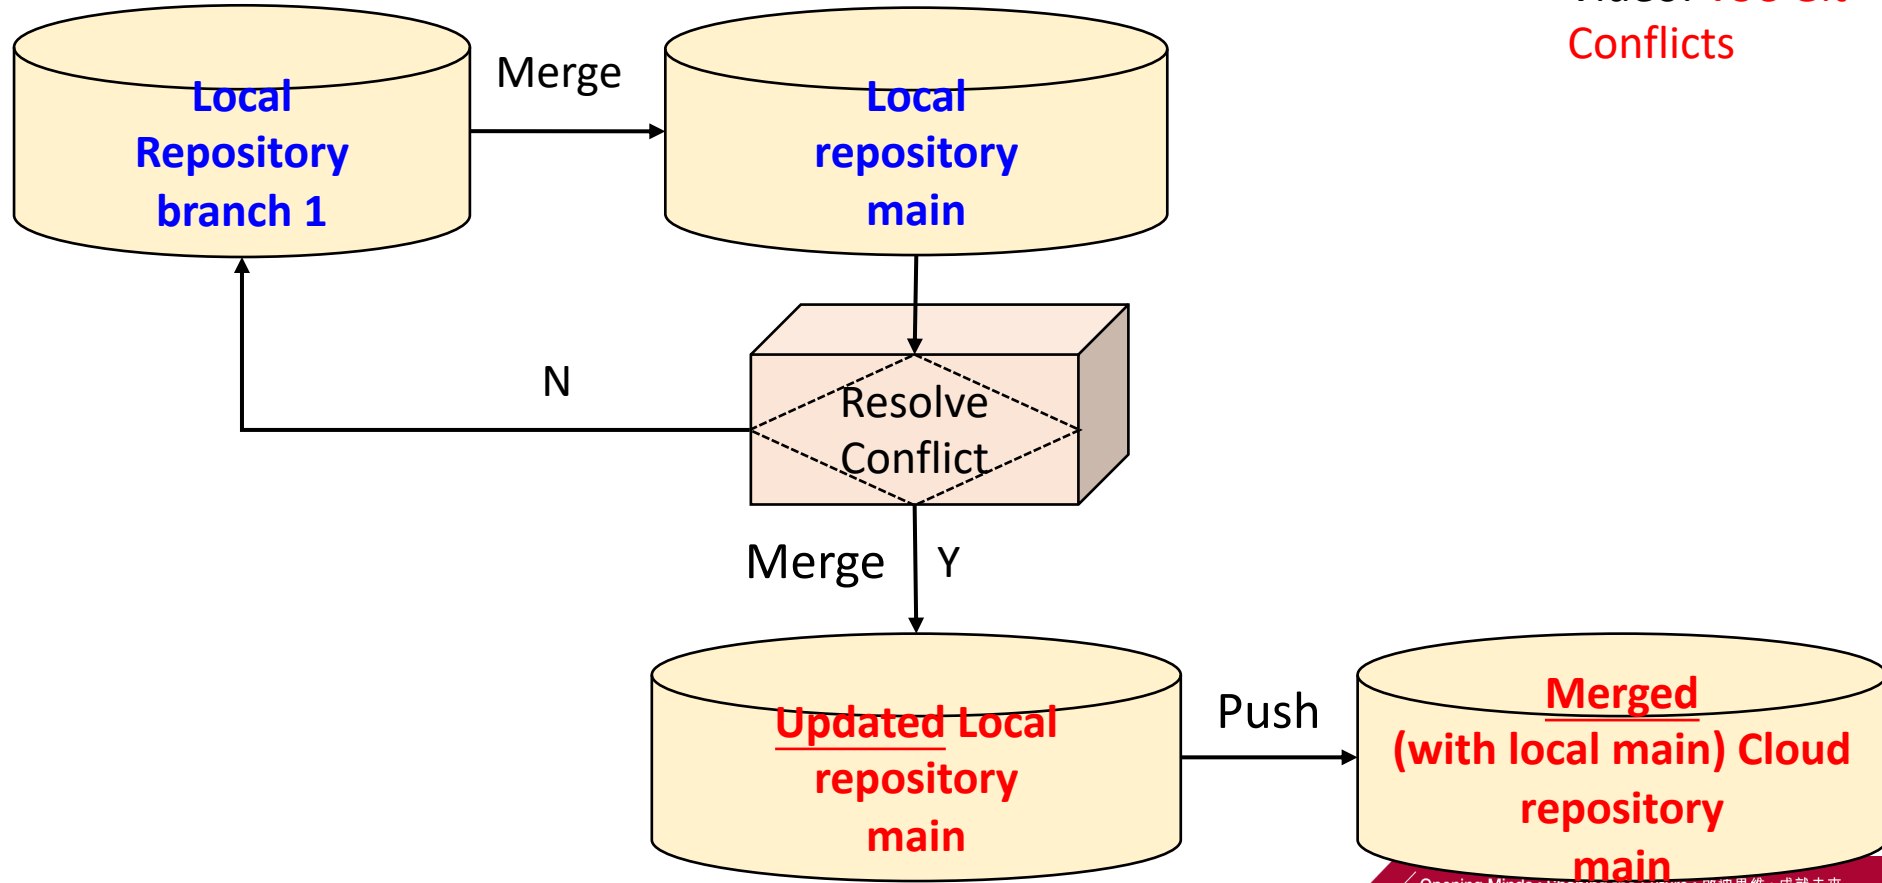 Conflicts
Local
Repository
branch 1
Merge
Local
repository
main
N
Resolve
Conflict
Merge
Y
Updated Local
repository
main
Push
Merged
(with local main) Cloud
repository
main